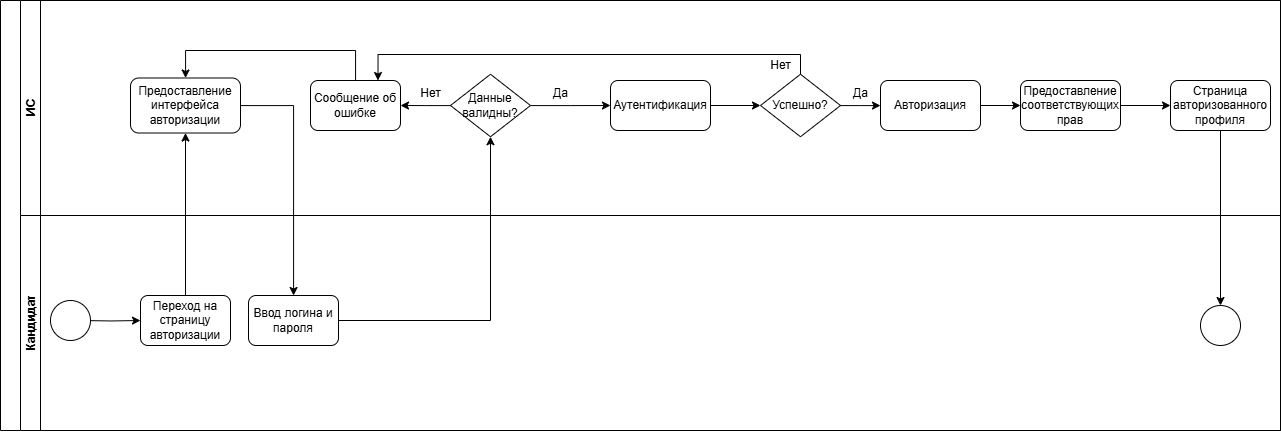 ИС
Предоставление
интерфейса
авторизации
Сообщение об
ошибке
Нет
Данные
валидны?
Да
Аутентификация
Нет
Успешно?
Да
Авторизация
Предоставление
соответствующих
прав
Страница
авторизованного
профиля
Кандидат
Переход на
страницу
авторизации
Ввод логина и
пароля